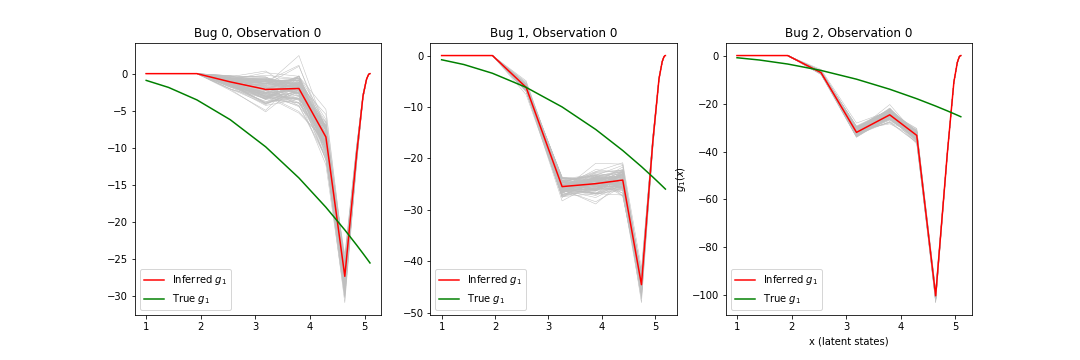 Bug 0, Observation 0
0
−5
−10
−15
−20
−25
−30
1 2 3 4 5
Inferred g₁
True g₁
Bug 1, Observation 0
0
−10
−20
−30
−40
−50
1 2 3 4 5
Inferred g₁
True g₁
Bug 2, Observation 0
g₁(x)
0
−20
−40
−60
−80
−100
1 2 3 4 5
x (latent states)
Inferred g₁
True g₁